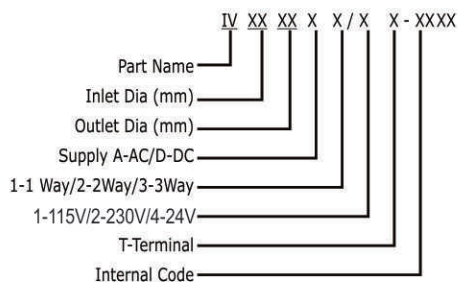 IV XX XX X X / X X - XXXX
Part Name
Inlet Dia (mm)
Outlet Dia (mm)
Supply A-AC/D-DC
1-1 Way/2-2Way/3-3Way
1-115V/2-230V/4-24V
T-Terminal
Internal Code